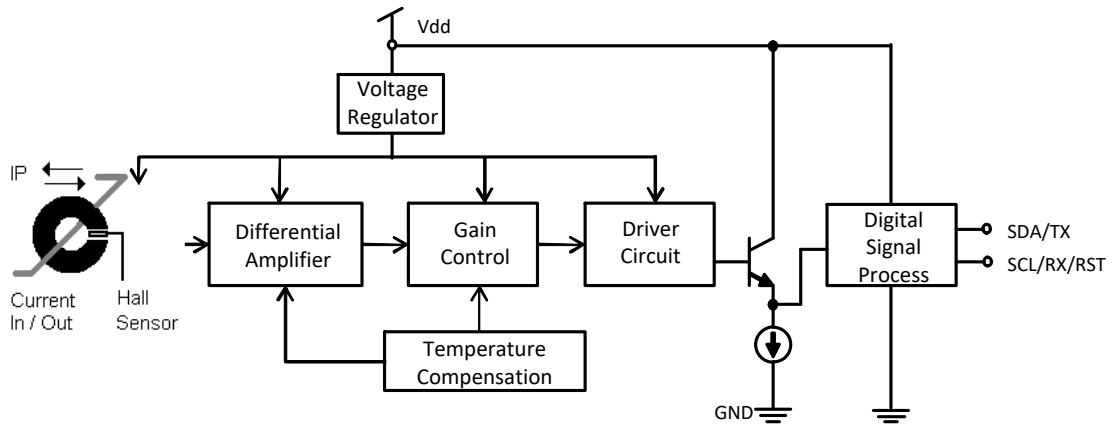 Vdd
Voltage
Regulator
IP
Differential
Amplifier
Gain
Control
Driver
Circuit
Digital
Signal
Process
SDA/TX
SCL/RX/RST
Current
In / Out
Hall
Sensor
Temperature
Compensation
GND